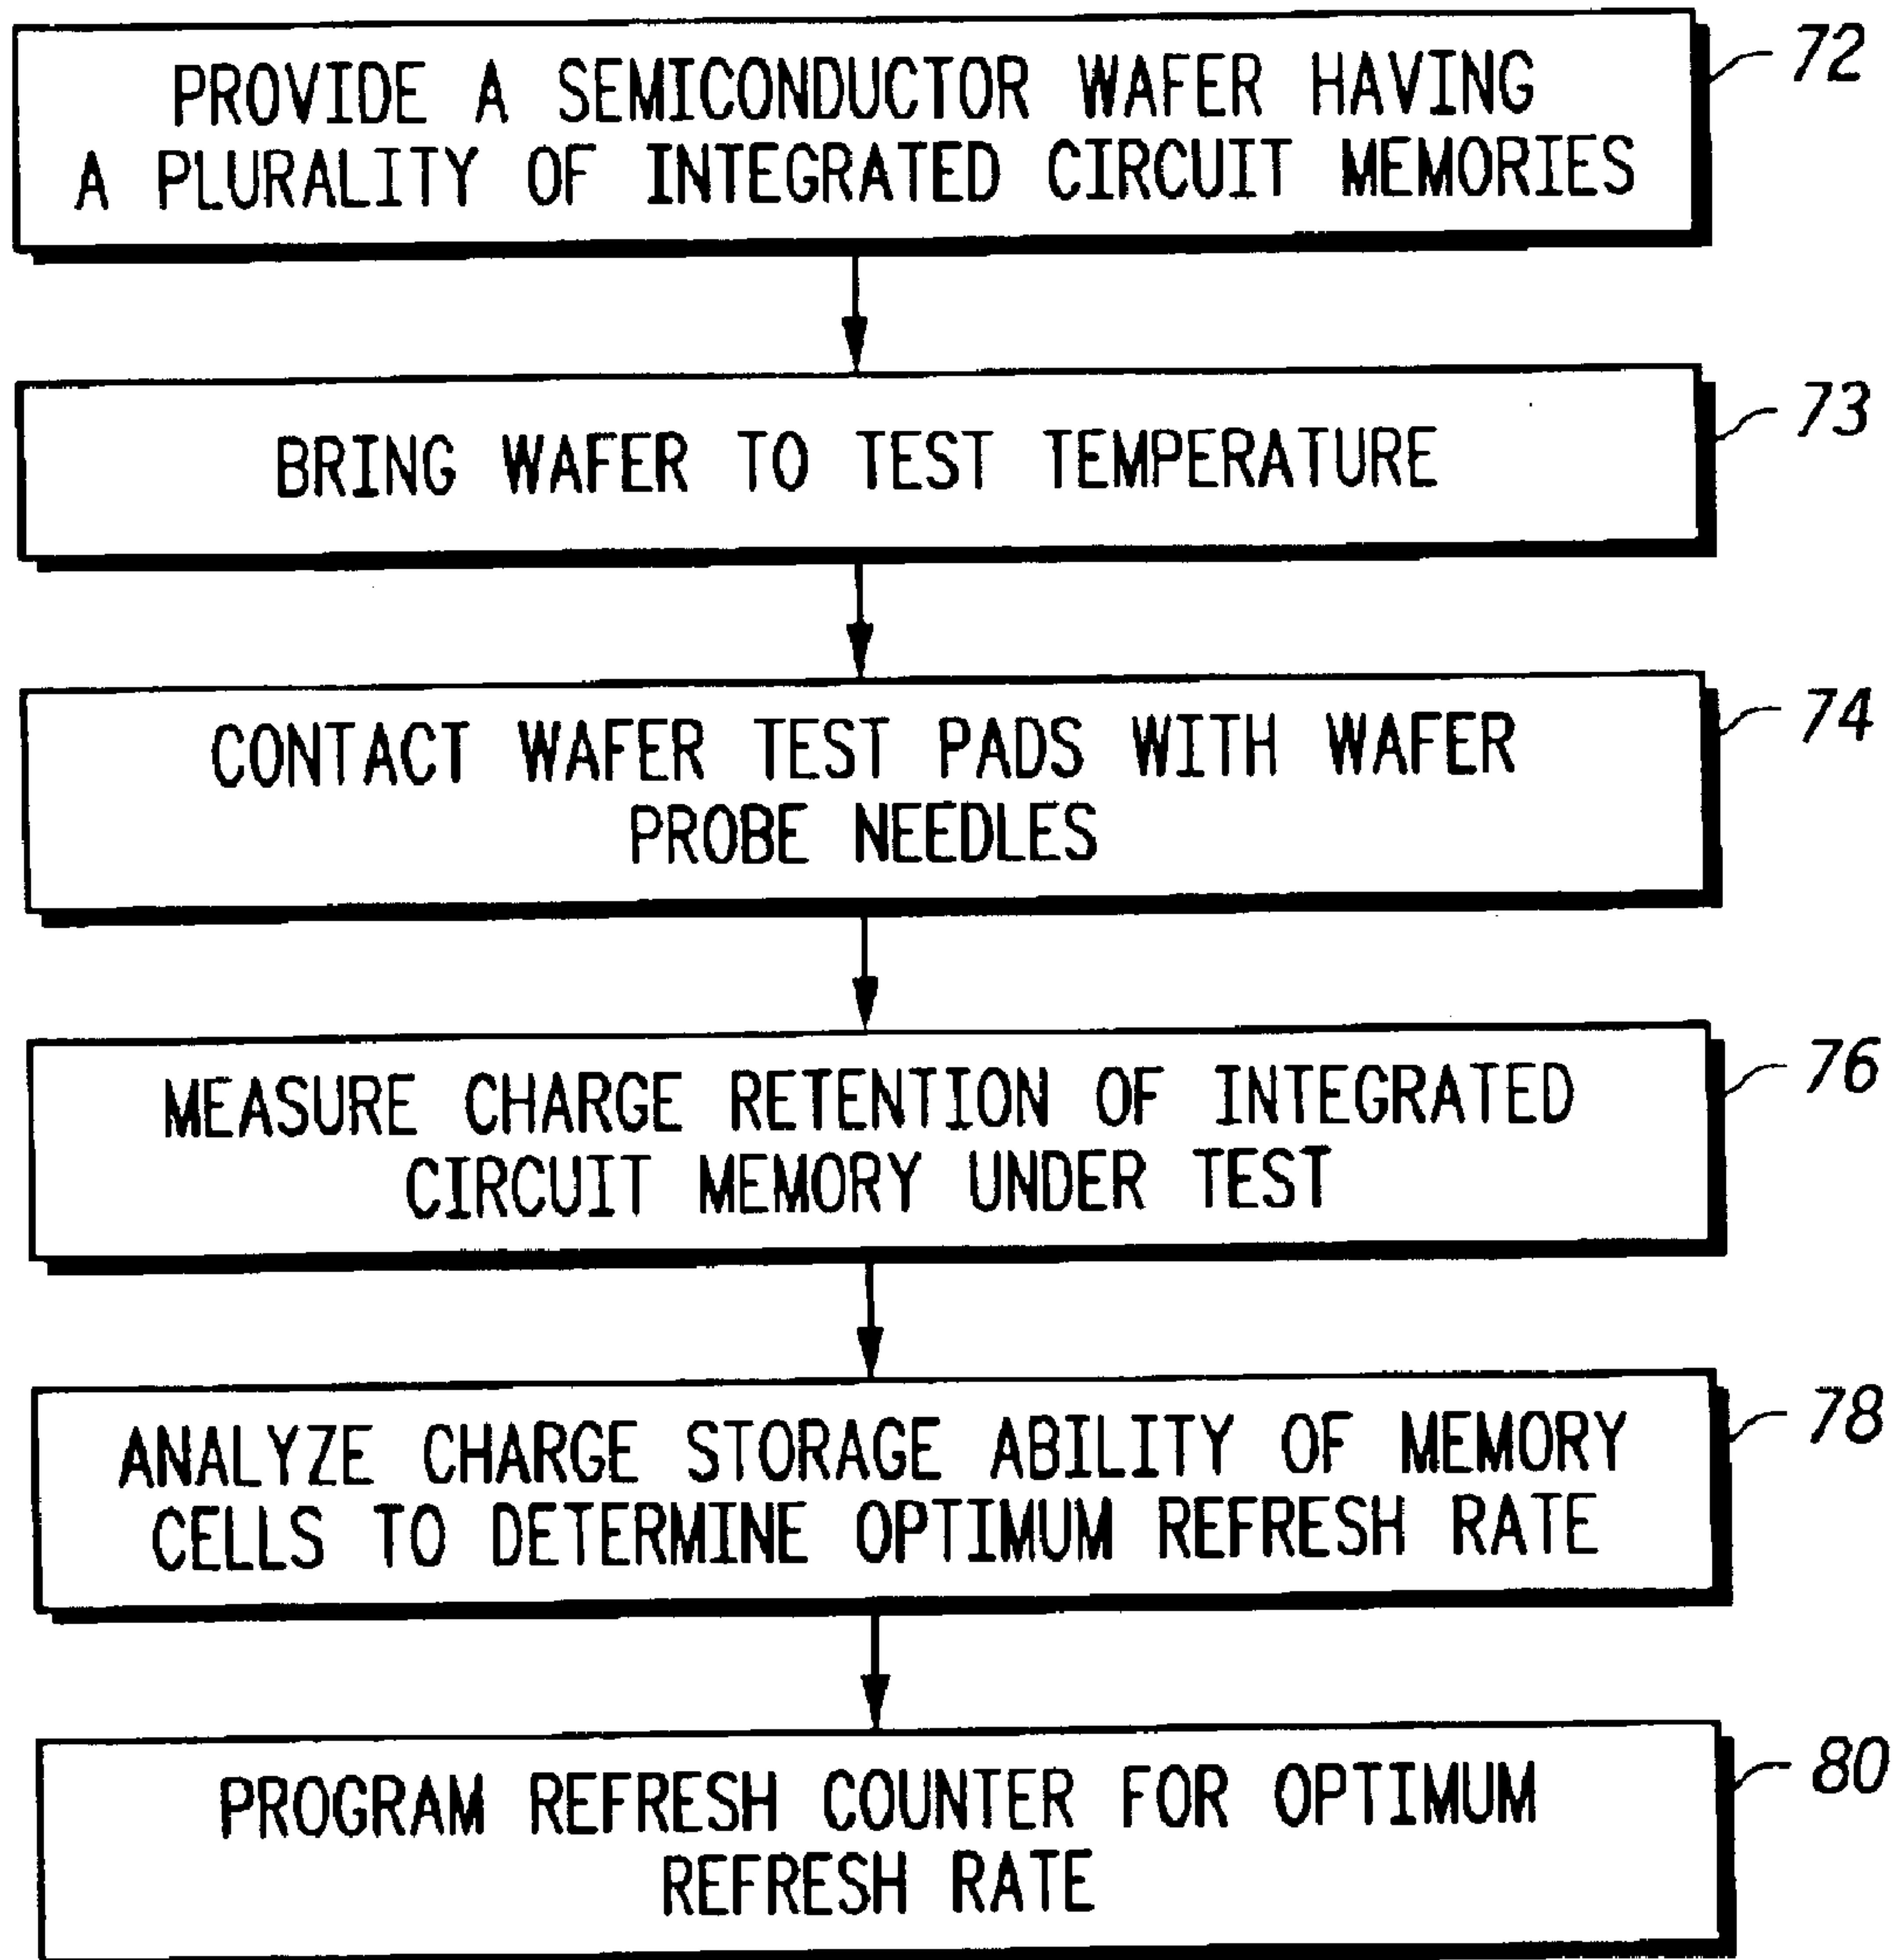 PROVIDE A SEMICONDUCTOR WAFER HAVING
A PLURALITY OF INTEGRATED CIRCUIT MEMORIES
72
BRING WAFER TO TEST TEMPERATURE
73
CONTACT WAFER TEST PADS WITH WAFER
PROBE NEEDLES
74
MEASURE CHARGE RETENTION OF INTEGRATED
CIRCUIT MEMORY UNDER TEST
76
ANALYZE CHARGE STORAGE ABILITY OF MEMORY
CELLS TO DETERMINE OPTIMUM REFRESH RATE
78
PROGRAM REFRESH COUNTER FOR OPTIMUM
REFRESH RATE
80